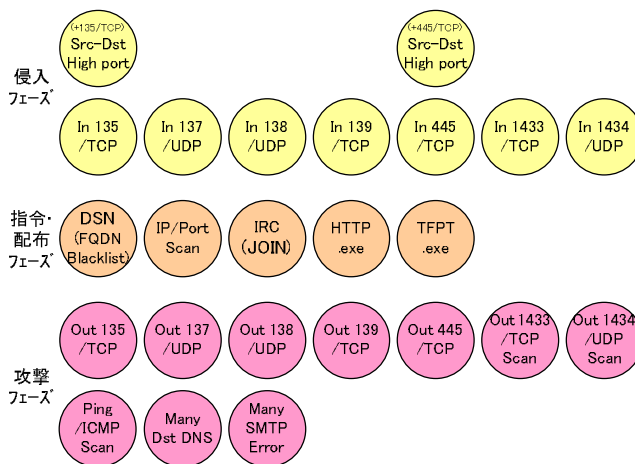 (+135/TCP)
Src-Dst
High port
(+445/TCP)
Src-Dst
High port
侵入
フェーズ
In 135
/TCP
In 137
/UDP
In 138
/UDP
In 139
/TCP
In 445
/TCP
In 1433
/TCP
In 1434
/UDP
指令・
配布
フェーズ
DSN
(FQDN
Blacklist)
IP/Port
Scan
IRC
(JOIN)
HTTP
.exe
TFPT
.exe
攻撃
フェーズ
Out 135
/TCP
Out 137
/UDP
Out 138
/UDP
Out 139
/TCP
Out 445
/TCP
Out 1433
/TCP
Scan
Out 1434
/UDP
Scan
Ping
/ICMP
Scan
Many
Dst DNS
Many
SMTP
Error